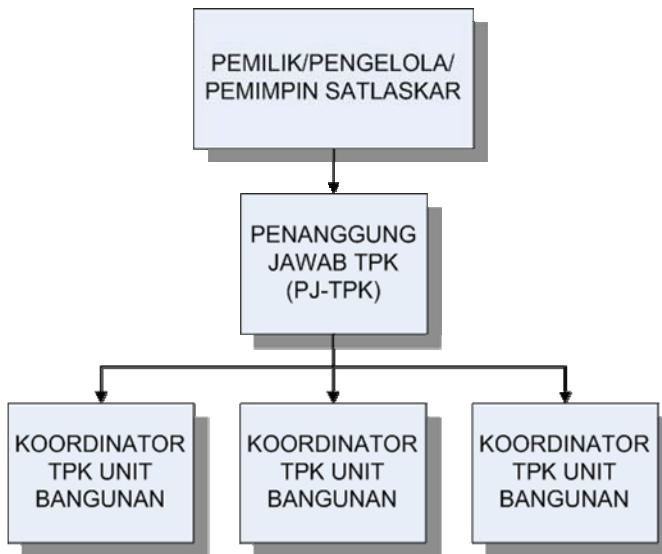 PEMILIK/PENGELOLA/
PEMIMPIN SATLASKAR
PENANGGUNG
JAWAB TPK
(PJ-TPK)
KOORDINATOR
TPK UNIT
BANGUNAN
KOORDINATOR
TPK UNIT
BANGUNAN
KOORDINATOR
TPK UNIT
BANGUNAN